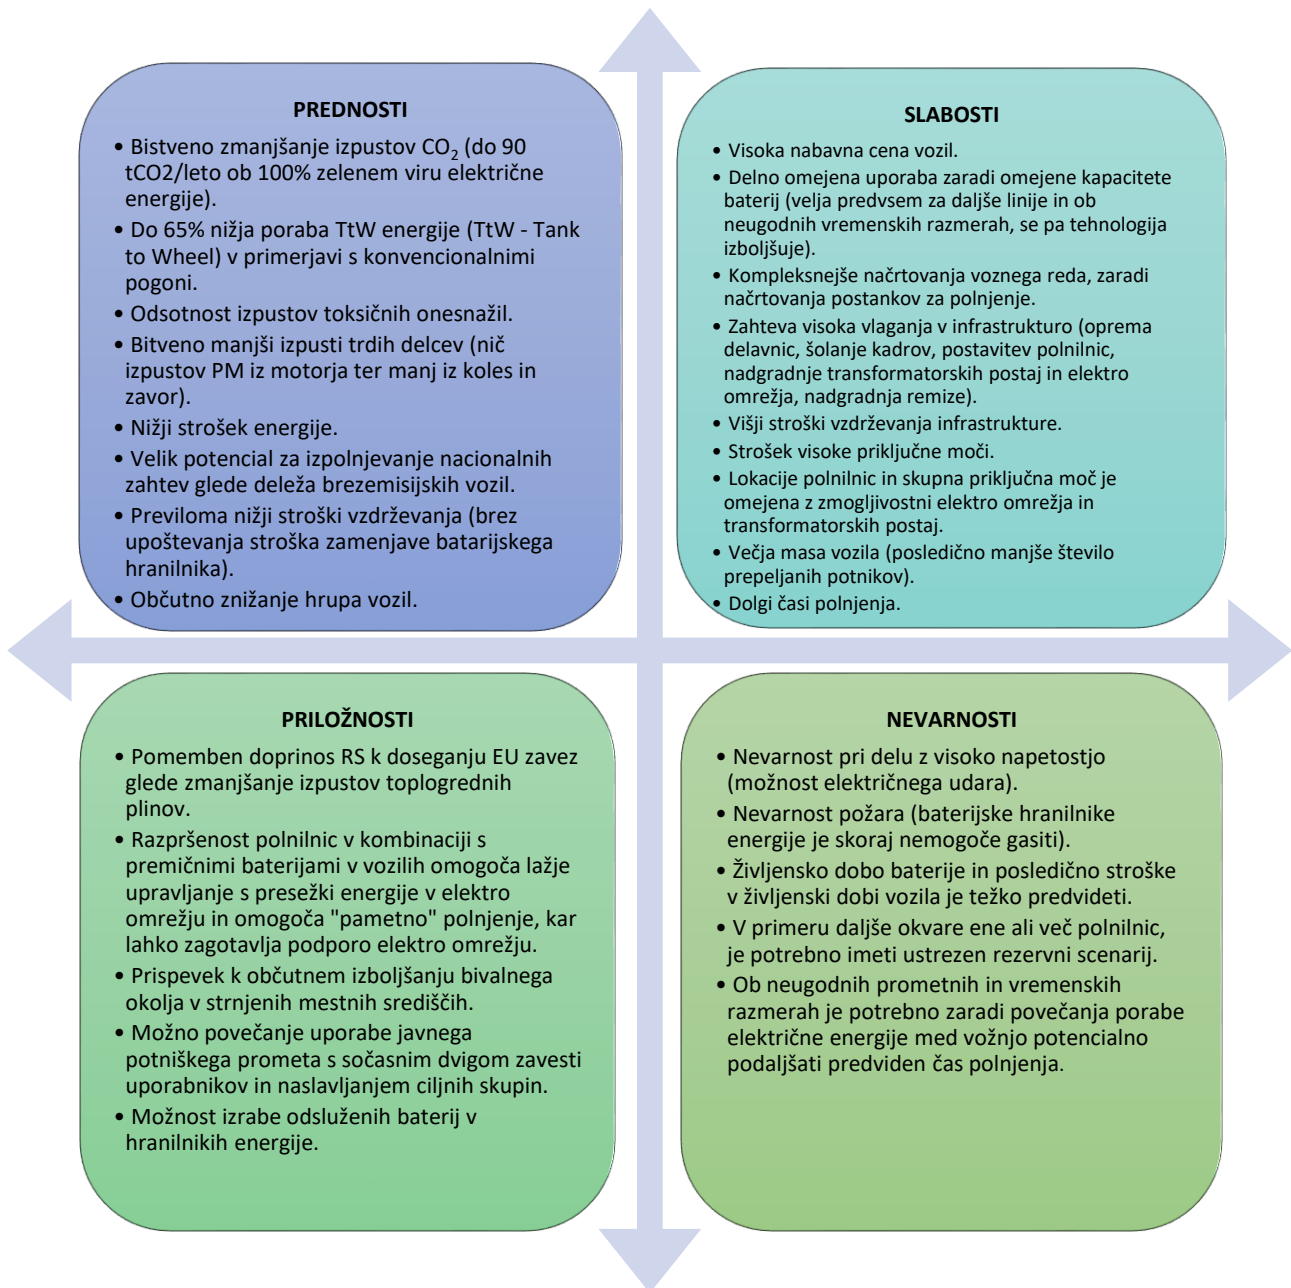 PREDNOSTI
• Bistveno zmanjšanje izpustov CO₂ (do 90
tCO2/leto ob 100% zelenem viru električne
energije).
• Do 65% nižja poraba TtW energije (TtW - Tank
to Wheel) v primerjavi s konvencionalnimi
pogoni.
• Odsotnost izpustov toksičnih onesnažil.
• Bitveno manjši izpusti trdih delcev (nič
izpustov PM iz motorja ter manj iz koles in
zavor).
• Nižji strošek energije.
• Velik potencial za izpolnjevanje nacionalnih
zahtev glede deleža brezemisijskih vozil.
• Previloma nižji stroški vzdrževanja (brez
upoštevanja stroška zamenjave batarijskega
hranilnika).
• Občutno znižanje hrupa vozil.
SLABOSTI
• Visoka nabavna cena vozil.
• Delno omejena uporaba zaradi omejene kapacitete
baterij (velja predvsem za daljše linije in ob
neugodnih vremenskih razmerah, se pa tehnologija
izboljšuje).
• Kompleksnejše načrtovanja voznega reda, zaradi
načrtovanja postankov za polnjenje.
• Zahteva visoka vlaganja v infrastrukturo (oprema
delavnic, šolanje kadrov, postavitev polnilnic,
nadgradnje transformatorskih postaj in elektro
omrežja, nadgradnja remize).
• Višji stroški vzdrževanja infrastrukture.
• Strošek visoke priključne moči.
• Lokacije polnilnic in skupna priključna moč je
omejena z zmogljivostni elektro omrežja in
transformatorskih postaj.
• Večja masa vozila (posledično manjše število
prepeljanih potnikov).
• Dolgi časi polnjenja.
PRILOŽNOSTI
• Pomemben doprinos RS k doseganju EU zavez
glede zmanjšanje izpustov toplogrednih
plinov.
• Razpršenost polnilnic v kombinaciji s
premičnimi baterijami v vozilih omogoča lažje
upravljanje s presežki energije v elektro
omrežju in omogoča "pametno" polnjenje, kar
lahko zagotavlja podporo elektro omrežju.
• Prispevek k občutnem izboljšanju bivalnega
okolja v strnjenih mestnih središčih.
• Možno povečanje uporabe javnega
potniškega prometa s sočasnim dvigom zavesti
uporabnikov in naslavljanjem ciljnih skupin.
• Možnost izrabe odsluženih baterij v
hranilnikih energije.
NEVARNOSTI
• Nevarnost pri delu z visoko napetostjo
(možnost električnega udara).
• Nevarnost požara (baterijske hranilnike
energije je skoraj nemogoče gasiti).
• Življensko dobo baterije in posledično stroške
v življenski dobi vozila je težko predvideti.
• V primeru daljše okvare ene ali več polnilnic,
je potrebno imeti ustrezen rezervni scenarij.
• Ob neugodnih prometnih in vremenskih
razmerah je potrebno zaradi povečanja porabe
električne energije med vožnjo potencialno
podaljšati predviden čas polnjenja.